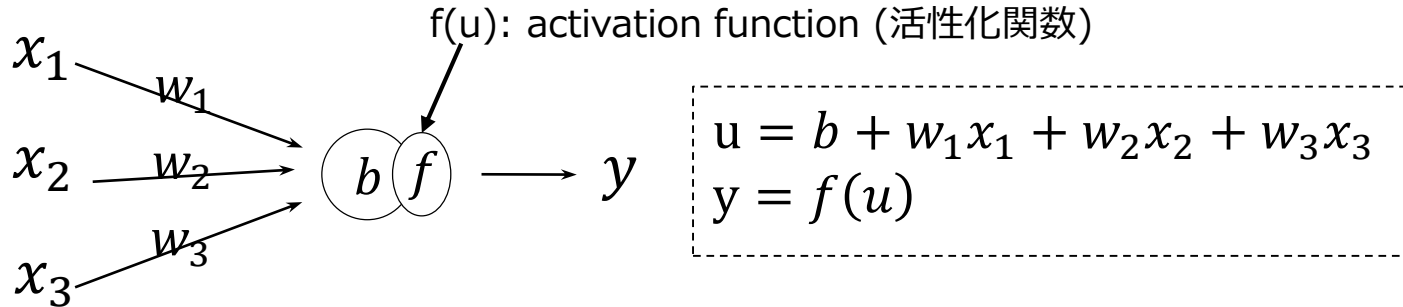 f(u): activation function (活性化関数)
x₁
w₁
x₂
w₂
x₃
w₃
b f
y
u = b + w₁x₁ + w₂x₂ + w₃x₃
y = f(u)